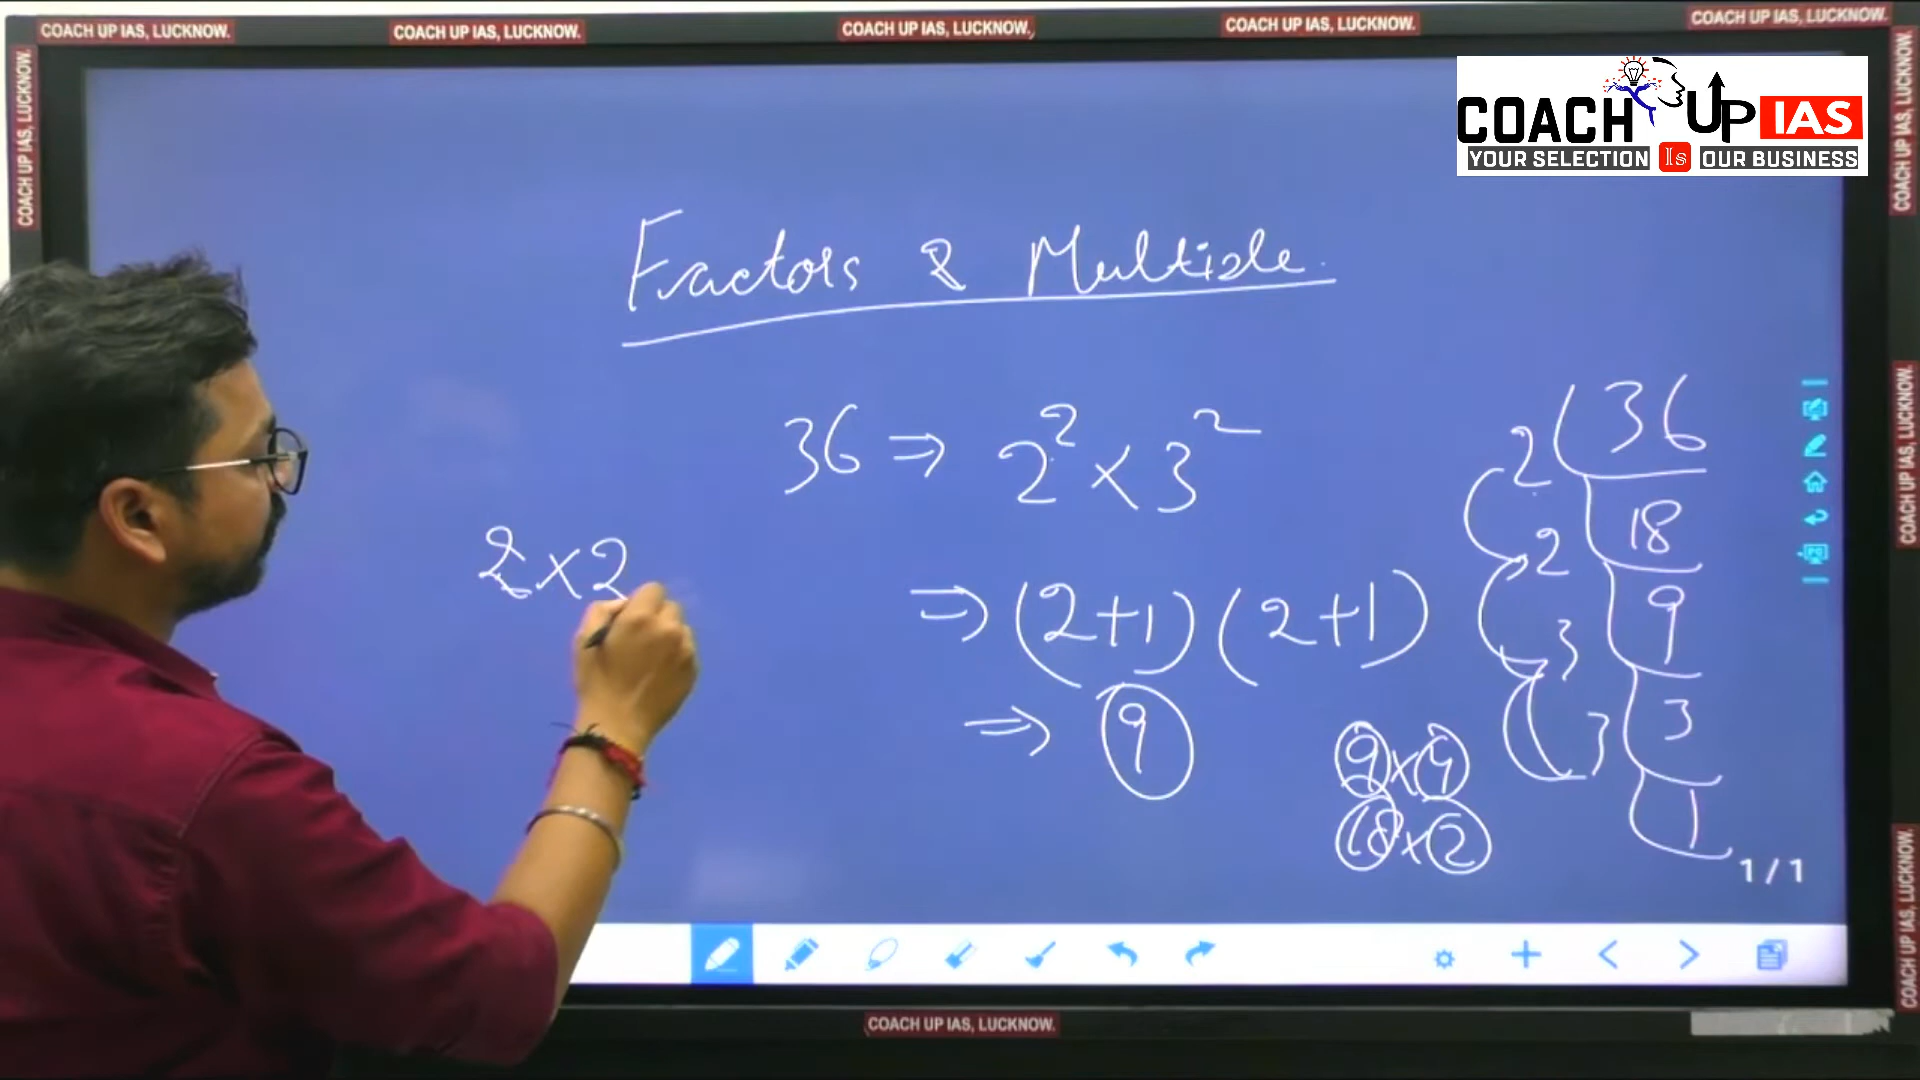 COACH UP IAS, LUCKNOW. COACH UP IAS, LUCKNOW. COACH UP IAS, LUCKNOW. COACH UP IAS, LUCKNOW. COACH UP IAS, LUCKNOW.
COACH UP IAS, LUCKNOW.
COACH UP IAS, LUCKNOW.
COACH UP IAS
YOUR SELECTION Is OUR BUSINESS
Factors & Multiple.
36 ⇒ 2² × 3²
2 × 2
⇒ (2+1) (2+1)
⇒ 9
9 × 4
18 × 2
2 36
2 18
3 9
3 3
1
1/1
COACH UP IAS, LUCKNOW.
COACH UP IAS, LUCKNOW.
COACH UP IAS, LUCKNOW.